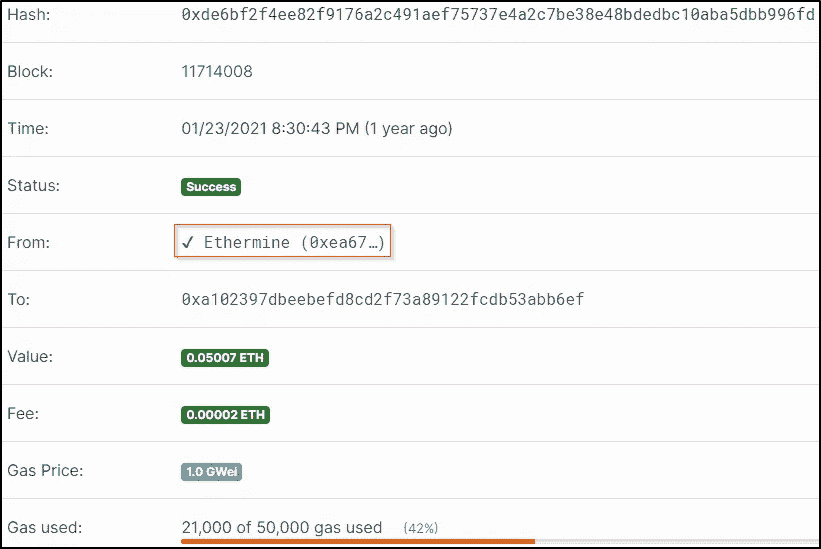 Hash: 0xde6bf2f4ee82f9176a2c491aef75737e4a2c7be38e48bdedbc10aba5dbb996fd
Block: 11714008
Time: 01/23/2021 8:30:43 PM (1 year ago)
Status: Success
From: ✓ Ethermine (0xea67…)
To: 0xa102397dbeebefd8cd2f73a89122fcdb53abb6ef
Value: 0.05007 ETH
Fee: 0.00002 ETH
Gas Price: 1.0 GWei
Gas used: 21,000 of 50,000 gas used (42%)